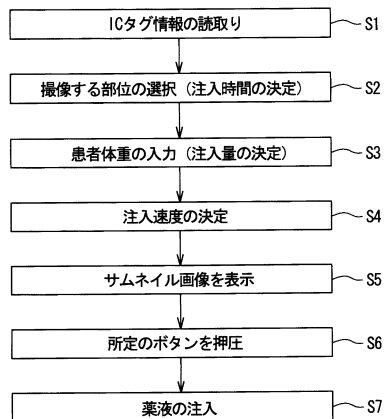 ICタグ情報の読取り S1
撮像する部位の選択（注入時間の決定） S2
患者体重の入力（注入量の決定） S3
注入速度の決定 S4
サムネイル画像を表示 S5
所定のボタンを押圧 S6
薬液の注入 S7